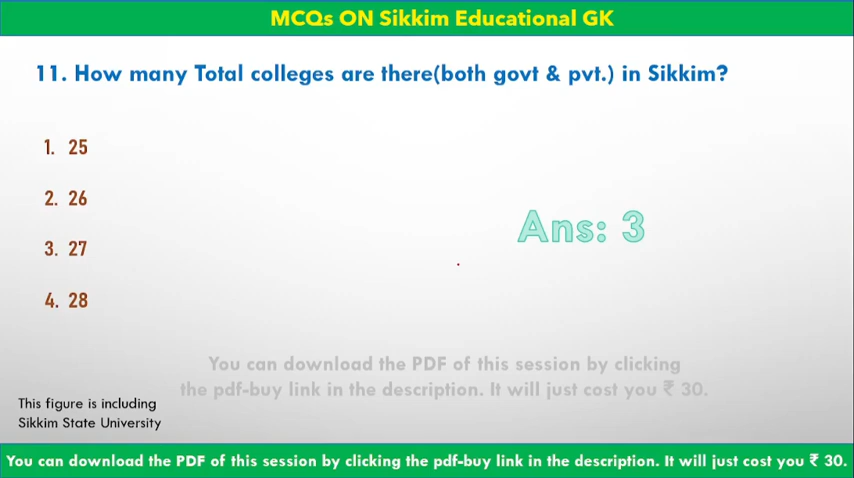 MCQs ON Sikkim Educational GK
11. How many Total colleges are there(both govt & pvt.) in Sikkim?
1. 25
2. 26
3. 27
4. 28
Ans: 3
You can download the PDF of this session by clicking
the pdf-buy link in the description. It will just cost you ₹ 30.
This figure is including
Sikkim State University
You can download the PDF of this session by clicking the pdf-buy link in the description. It will just cost you ₹ 30.